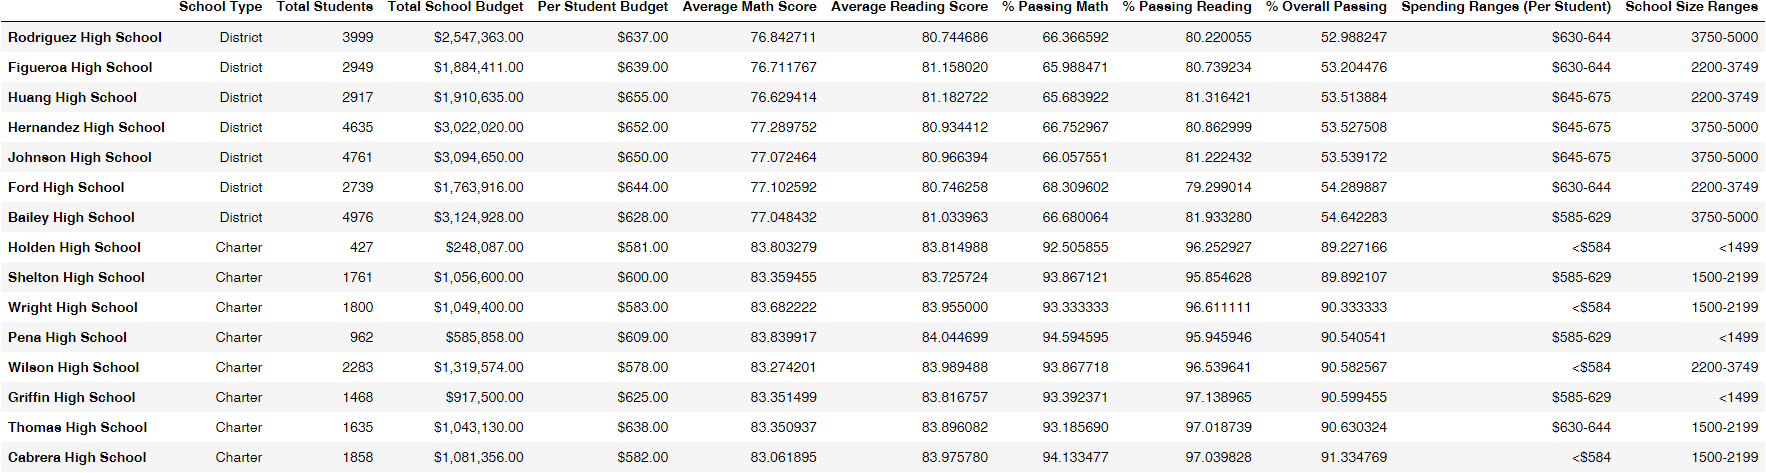 School Type Total Students Total School Budget Per Student Budget Average Math Score Average Reading Score % Passing Math % Passing Reading % Overall Passing Spending Ranges (Per Student) School Size Ranges
Rodriguez High School District 3999 $2,547,363.00 $637.00 76.842711 80.744686 66.366592 80.220055 52.988247 $630-644 3750-5000
Figueroa High School District 2949 $1,884,411.00 $639.00 76.711767 81.158020 65.988471 80.739234 53.204476 $630-644 2200-3749
Huang High School District 2917 $1,910,635.00 $655.00 76.629414 81.182722 65.683922 81.316421 53.513884 $645-675 2200-3749
Hernandez High School District 4635 $3,022,020.00 $652.00 77.289752 80.934412 66.752967 80.862999 53.527508 $645-675 3750-5000
Johnson High School District 4761 $3,094,650.00 $650.00 77.072464 80.966394 66.057551 81.222432 53.539172 $645-675 3750-5000
Ford High School District 2739 $1,763,916.00 $644.00 77.102592 80.746258 68.309602 79.299014 54.289887 $630-644 2200-3749
Bailey High School District 4976 $3,124,928.00 $628.00 77.048432 81.033963 66.680064 81.933280 54.642283 $585-629 3750-5000
Holden High School Charter 427 $248,087.00 $581.00 83.803279 83.814988 92.505855 96.252927 89.227166 <$584 <1499
Shelton High School Charter 1761 $1,056,600.00 $600.00 83.359455 83.725724 93.867121 95.854628 89.892107 $585-629 1500-2199
Wright High School Charter 1800 $1,049,400.00 $583.00 83.682222 83.955000 93.333333 96.611111 90.333333 <$584 1500-2199
Pena High School Charter 962 $585,858.00 $609.00 83.839917 84.044699 94.594595 95.945946 90.540541 $585-629 <1499
Wilson High School Charter 2283 $1,319,574.00 $578.00 83.274201 83.989488 93.867718 96.539641 90.582567 <$584 2200-3749
Griffin High School Charter 1468 $917,500.00 $625.00 83.351499 83.816757 93.392371 97.138965 90.599455 $585-629 <1499
Thomas High School Charter 1635 $1,043,130.00 $638.00 83.350937 83.896082 93.185690 97.018739 90.630324 $630-644 1500-2199
Cabrera High School Charter 1858 $1,081,356.00 $582.00 83.061895 83.975780 94.133477 97.039828 91.334769 <$584 1500-2199